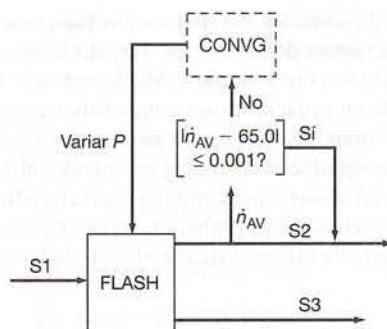 CONVG
No
Variar P
|ṅAV − 65.0|
≤ 0.001?
Sí
ṅAV
S2
S1
FLASH
S3